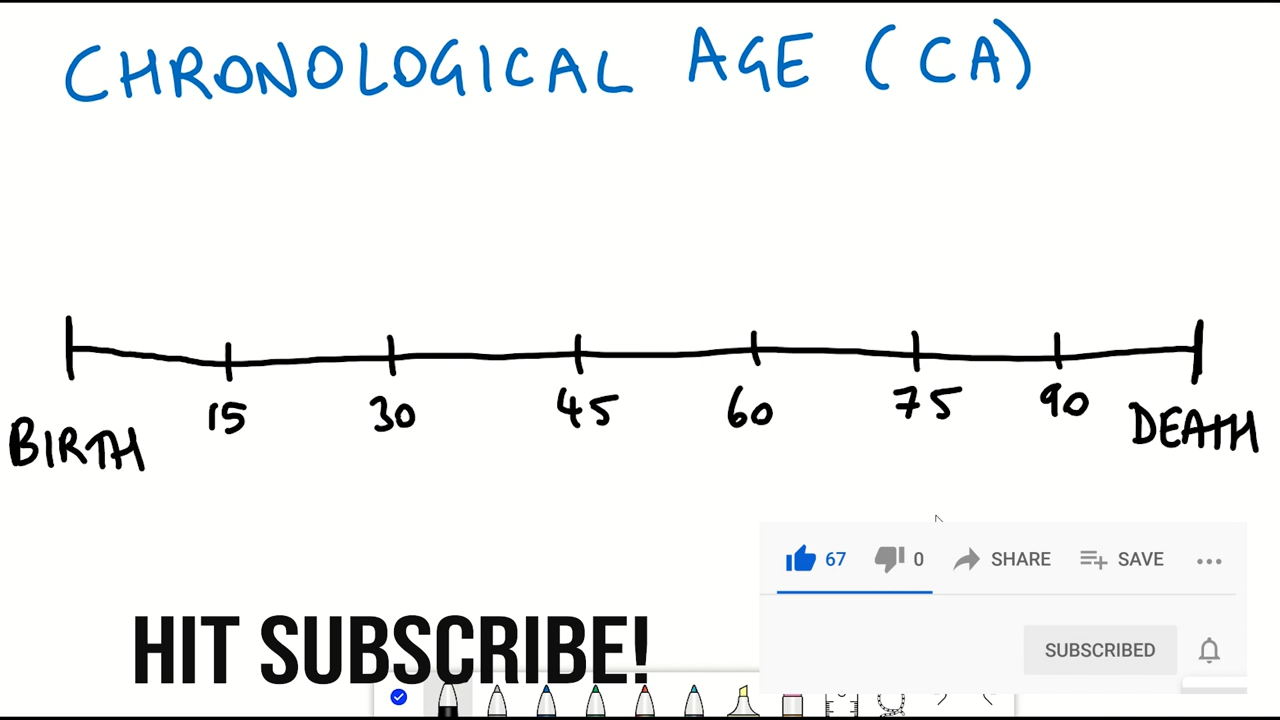 CHRONOLOGICAL AGE (CA)
15 30 45 60 75 90
BIRTH DEATH
67 0 SHARE SAVE
HIT SUBSCRIBE!
SUBSCRIBED